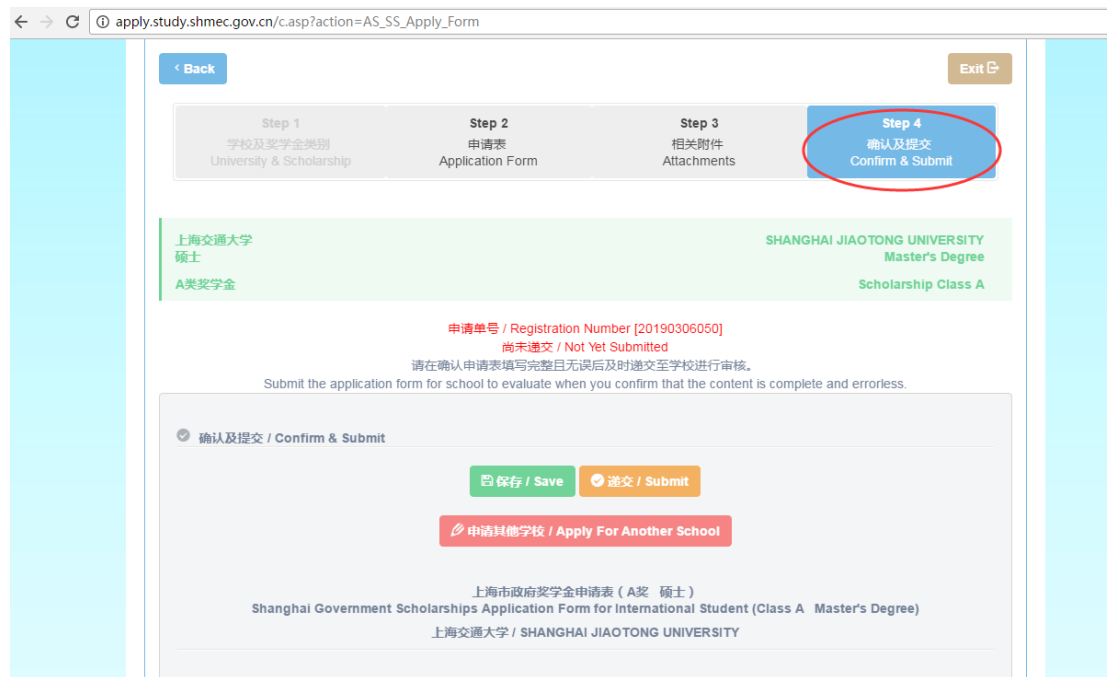 apply.study.shmec.gov.cn/c.asp?action=AS_SS_Apply_Form
Back
Exit
Step 1
学校及奖学金类别
University & Scholarship
Step 2
申请表
Application Form
Step 3
相关附件
Attachments
Step 4
确认及提交
Confirm & Submit
上海交通大学
硕士
A类奖学金
SHANGHAI JIAOTONG UNIVERSITY
Master's Degree
Scholarship Class A
申请单号 / Registration Number [20190306050]
尚未递交 / Not Yet Submitted
请在确认申请表填写完整且无误后及时递交至学校进行审核。
Submit the application form for school to evaluate when you confirm that the content is complete and errorless.
确认及提交 / Confirm & Submit
保存 / Save
递交 / Submit
申请其他学校 / Apply For Another School
上海市政府奖学金申请表（A奖 硕士）
Shanghai Government Scholarships Application Form for International Student (Class A Master's Degree)
上海交通大学 / SHANGHAI JIAOTONG UNIVERSITY